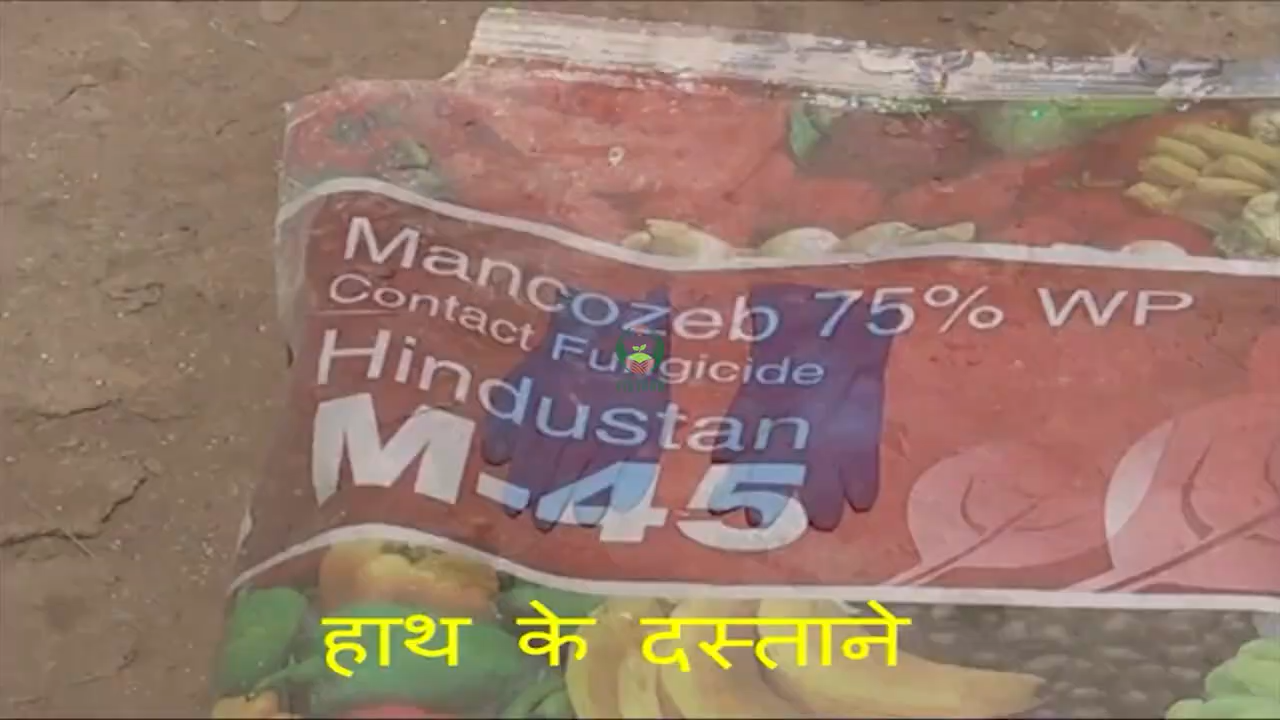 Mancozeb 75% WP
Contact Fungicide
Hindustan
M-45
हाथ के दस्ताने